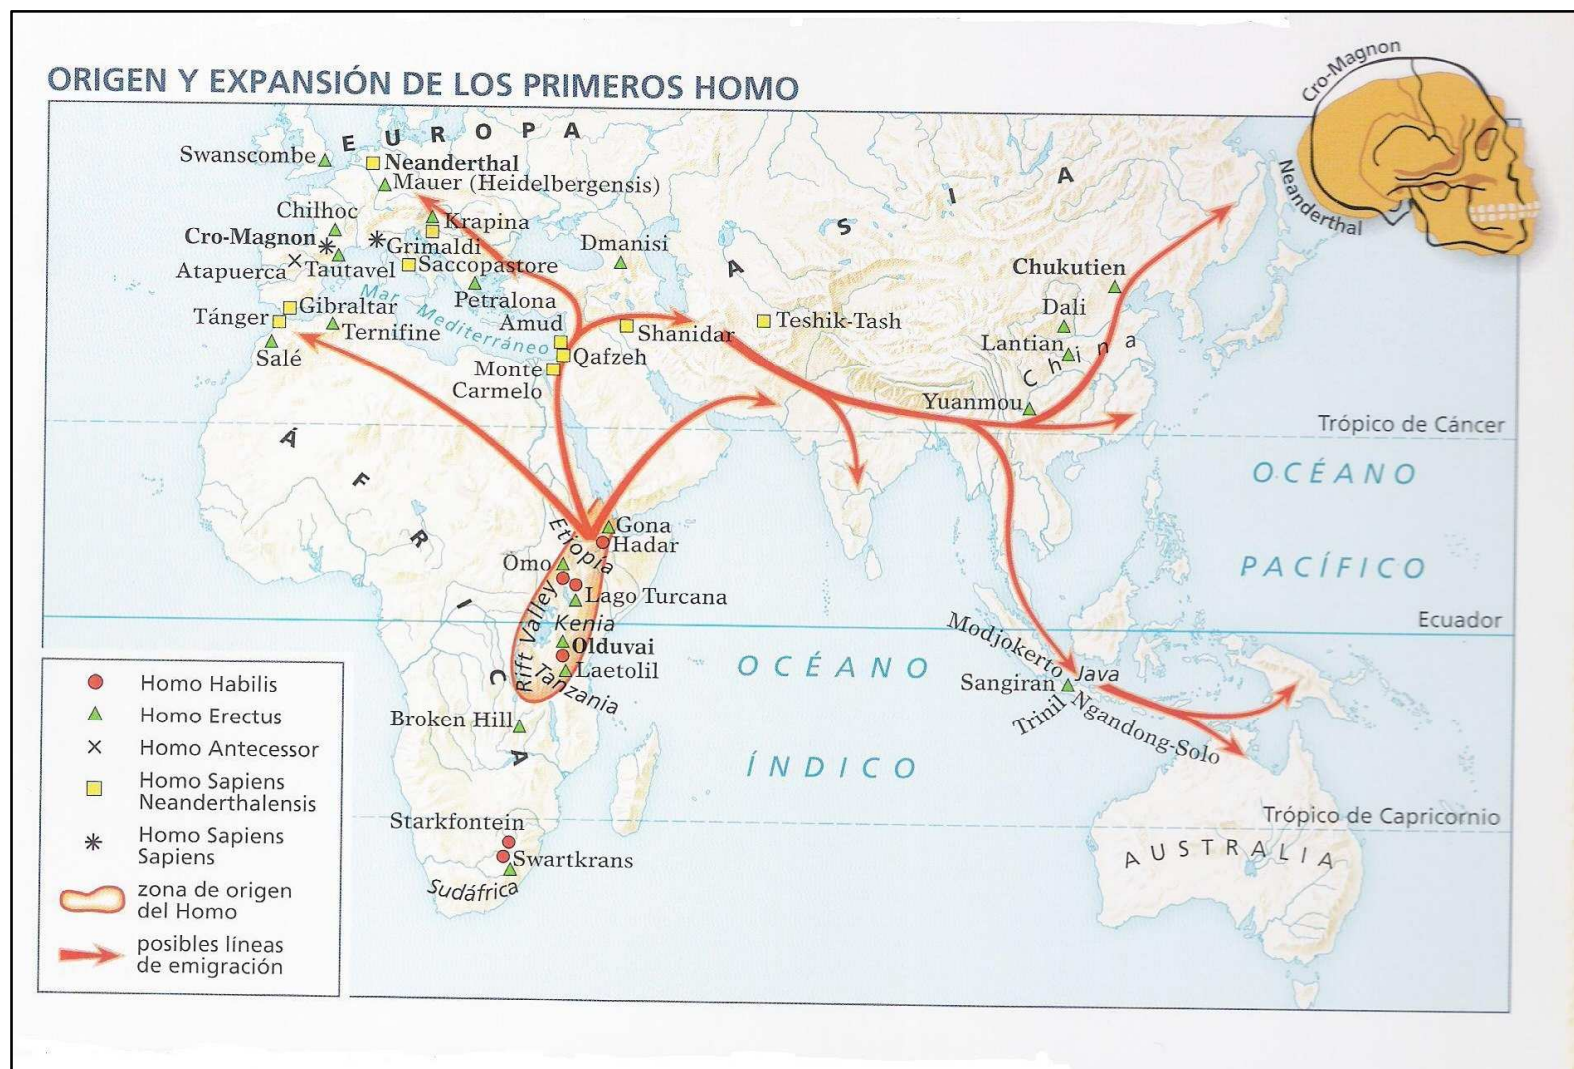 ORIGEN Y EXPANSIÓN DE LOS PRIMEROS HOMO
Cro-Magnon
Neanderthal
EUROPA
Swanscombe
Neanderthal
Mauer (Heidelbergensis)
ASIA
Chilhoc
Krapina
Cro-Magnon
Grimaldi
Dmanisi
Atapuerca
Tautavel
Saccopastore
Chukutien
Mar Mediterráneo
Petralona
Dali
Gibraltar
Tánger
Ternifine
Amud
Shanidar
Teshik-Tash
Lantian
China
Salé
Qafzeh
Monte
Carmelo
Yuanmou
Trópico de Cáncer
ÁFRICA
OCÉANO
PACÍFICO
Gona
Etiopía
Hadar
Omo
Rift Valley
Lago Turcana
Kenia
Ecuador
Olduvai
Laetolil
Tanzania
OCÉANO
ÍNDICO
Modjokerto
Java
Sangiran
Trinil
Ngandong-Solo
Broken Hill
Trópico de Capricornio
Starkfontein
Swartkrans
Sudáfrica
AUSTRALIA
Homo Habilis
Homo Erectus
Homo Antecessor
Homo Sapiens
Neanderthalensis
Homo Sapiens
Sapiens
zona de origen
del Homo
posibles líneas
de emigración